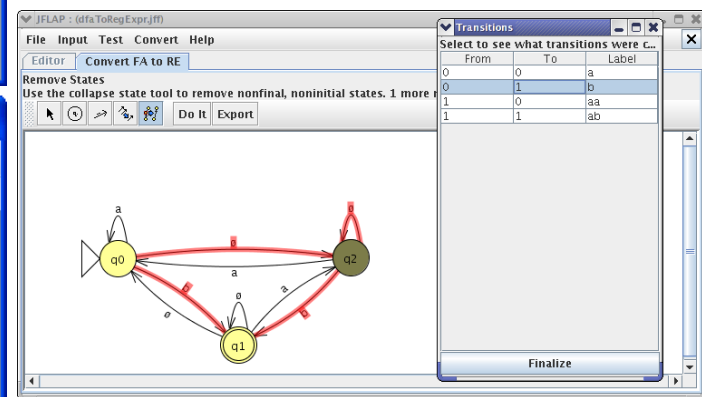 JFLAP : (dfaToRegExpr.jff)
File Input Test Convert Help
Editor Convert FA to RE
Remove States
Use the collapse state tool to remove nonfinal, noninitial states. 1 more
Do It Export
a
ø
ø
q0
q2
a
b
ø
a
b
ø
q1
Transitions
Select to see what transitions were c...
From To Label
0 0 a
0 1 b
1 0 aa
1 1 ab
Finalize